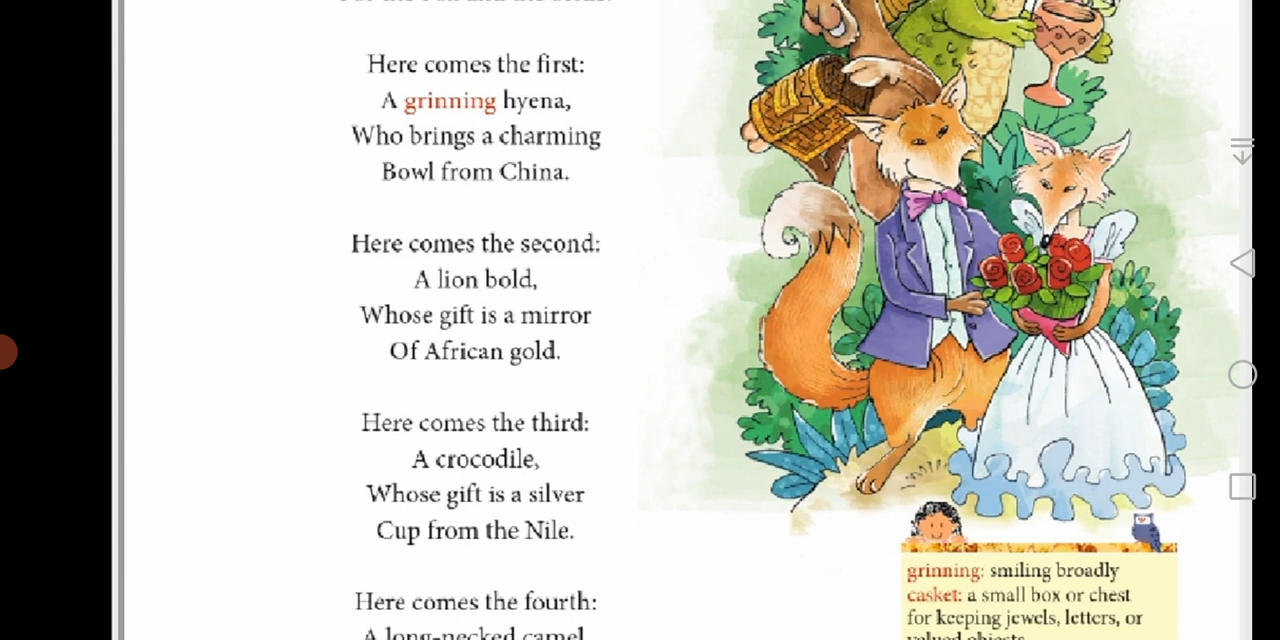 Here comes the first:
A grinning hyena,
Who brings a charming
Bowl from China.
Here comes the second:
A lion bold,
Whose gift is a mirror
Of African gold.
Here comes the third:
A crocodile,
Whose gift is a silver
Cup from the Nile.
Here comes the fourth:
A long-necked camel
grinning: smiling broadly
casket: a small box or chest
for keeping jewels, letters, or
valued objects